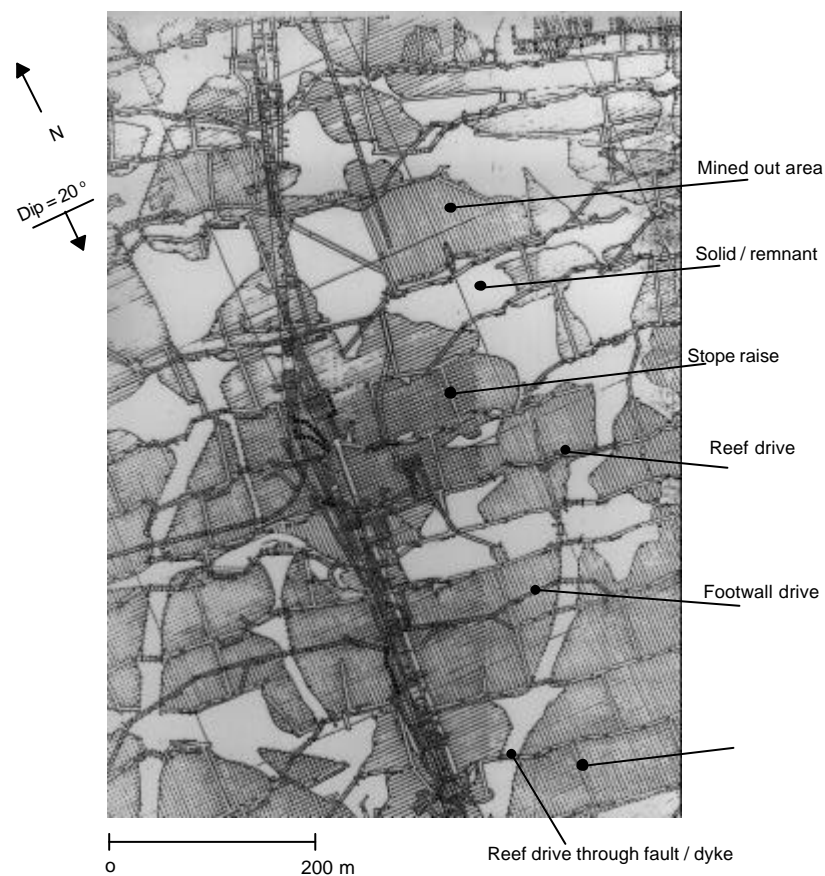 N
Dip = 20 °
Mined out area
Solid / remnant
Stope raise
Reef drive
Footwall drive
Reef drive through fault / dyke
o 200 m